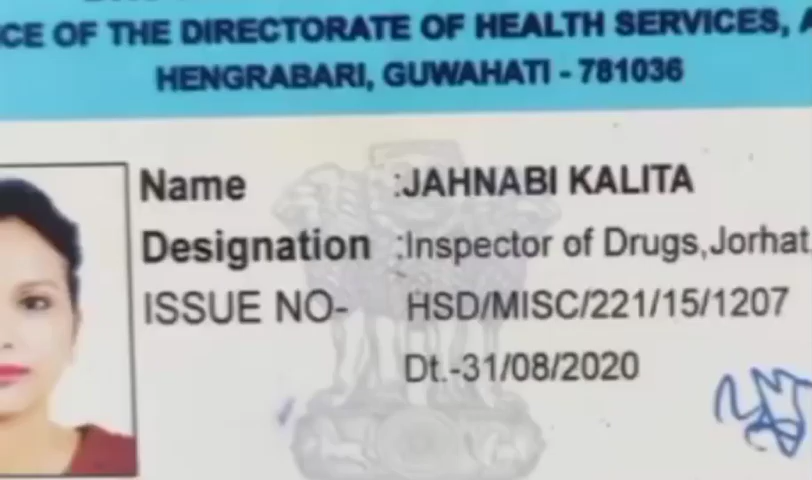 CE OF THE DIRECTORATE OF HEALTH SERVICES, A
HENGRABARI, GUWAHATI - 781036
Name :JAHNABI KALITA
Designation :Inspector of Drugs,Jorhat
ISSUE NO- HSD/MISC/221/15/1207
Dt.-31/08/2020